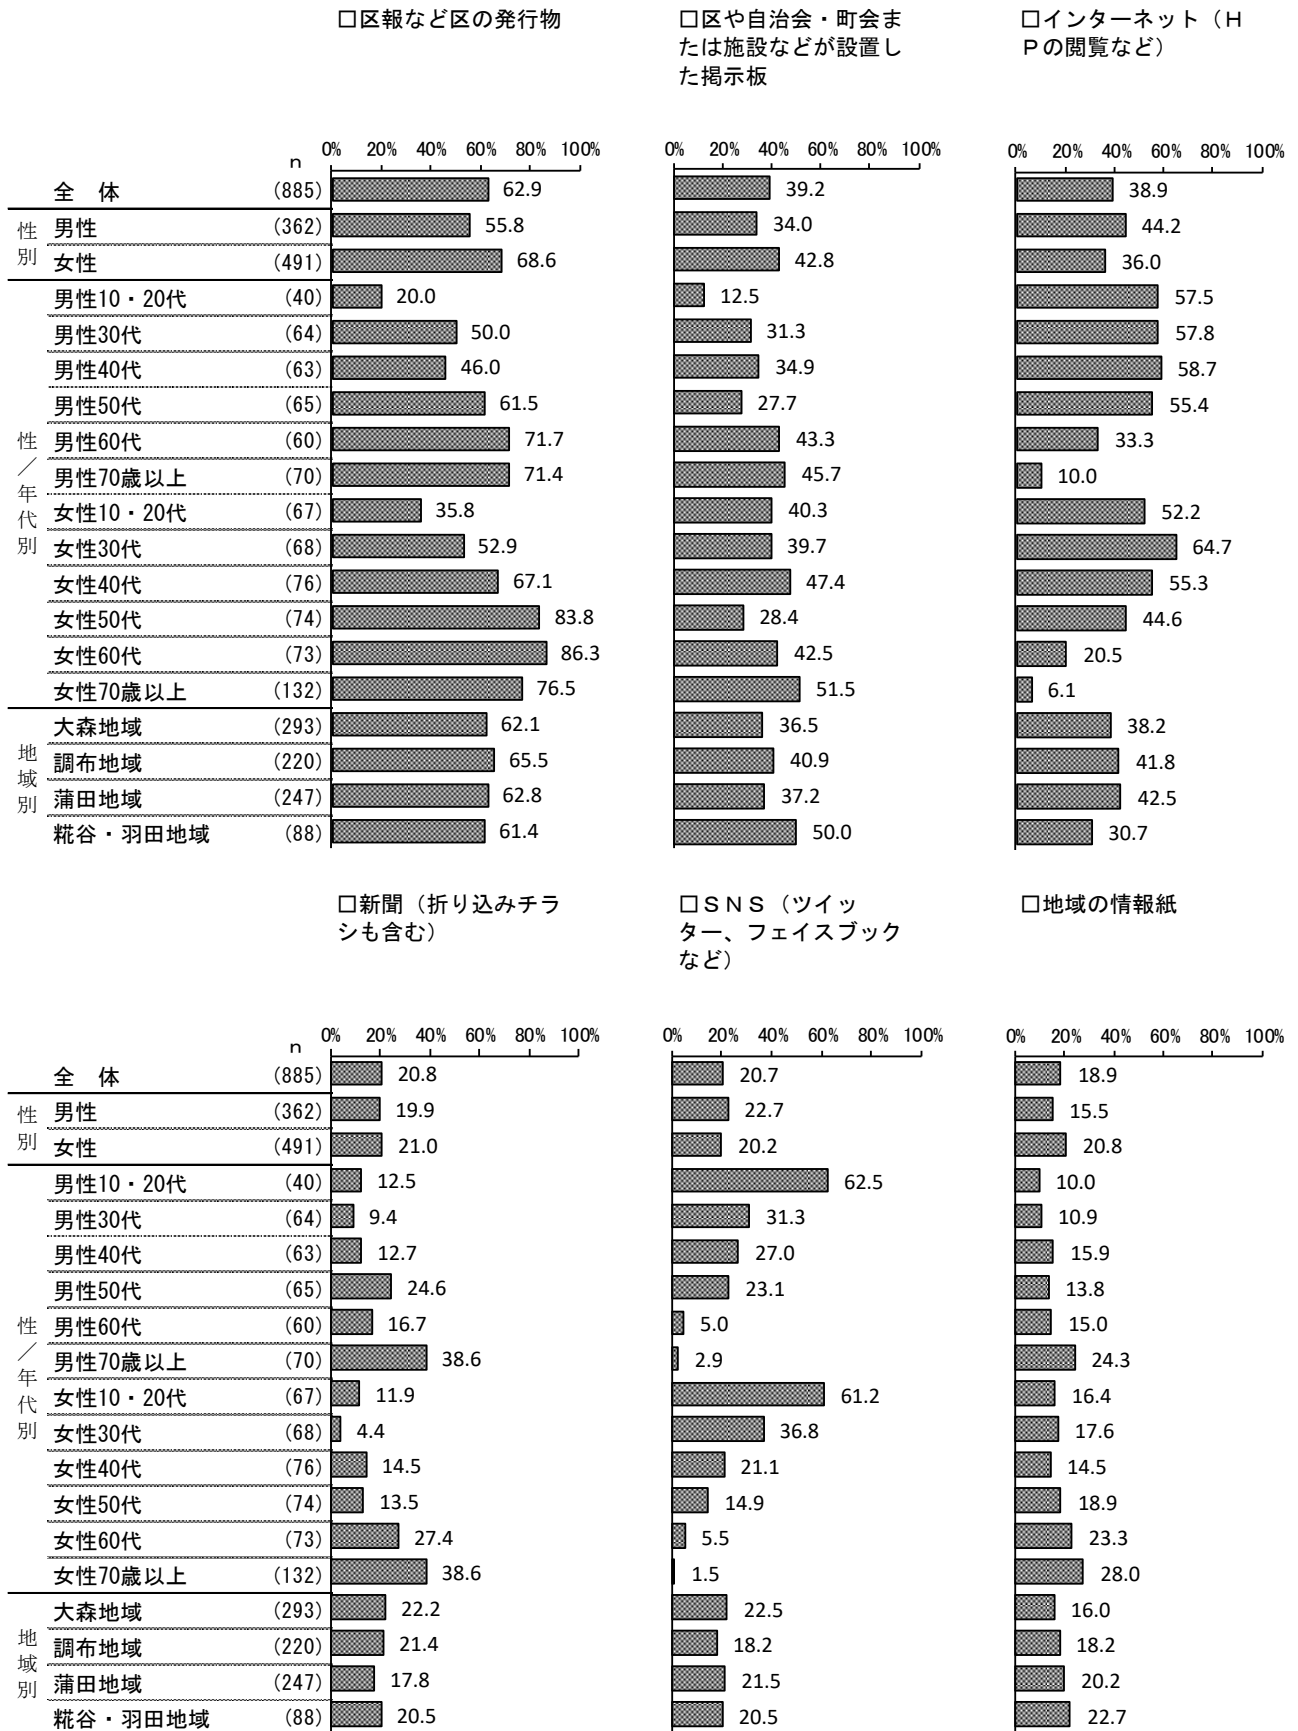 □区報など区の発行物
□区や自治会・町会ま
たは施設などが設置し
た掲示板
□インターネット（Ｈ
Ｐの閲覧など）
n 0% 20% 40% 60% 80% 100% 0% 20% 40% 60% 80% 100% 0% 20% 40% 60% 80% 100%
全　体 (885) 62.9 39.2 38.9
性別
男性 (362) 55.8 34.0 44.2
女性 (491) 68.6 42.8 36.0
性／年代別
男性10・20代 (40) 20.0 12.5 57.5
男性30代 (64) 50.0 31.3 57.8
男性40代 (63) 46.0 34.9 58.7
男性50代 (65) 61.5 27.7 55.4
男性60代 (60) 71.7 43.3 33.3
男性70歳以上 (70) 71.4 45.7 10.0
女性10・20代 (67) 35.8 40.3 52.2
女性30代 (68) 52.9 39.7 64.7
女性40代 (76) 67.1 47.4 55.3
女性50代 (74) 83.8 28.4 44.6
女性60代 (73) 86.3 42.5 20.5
女性70歳以上 (132) 76.5 51.5 6.1
地域別
大森地域 (293) 62.1 36.5 38.2
調布地域 (220) 65.5 40.9 41.8
蒲田地域 (247) 62.8 37.2 42.5
糀谷・羽田地域 (88) 61.4 50.0 30.7
□新聞（折り込みチラ
シも含む）
□ＳＮＳ（ツイッ
ター、フェイスブック
など）
□地域の情報紙
n 0% 20% 40% 60% 80% 100% 0% 20% 40% 60% 80% 100% 0% 20% 40% 60% 80% 100%
全　体 (885) 20.8 20.7 18.9
性別
男性 (362) 19.9 22.7 15.5
女性 (491) 21.0 20.2 20.8
性／年代別
男性10・20代 (40) 12.5 62.5 10.0
男性30代 (64) 9.4 31.3 10.9
男性40代 (63) 12.7 27.0 15.9
男性50代 (65) 24.6 23.1 13.8
男性60代 (60) 16.7 5.0 15.0
男性70歳以上 (70) 38.6 2.9 24.3
女性10・20代 (67) 11.9 61.2 16.4
女性30代 (68) 4.4 36.8 17.6
女性40代 (76) 14.5 21.1 14.5
女性50代 (74) 13.5 14.9 18.9
女性60代 (73) 27.4 5.5 23.3
女性70歳以上 (132) 38.6 1.5 28.0
地域別
大森地域 (293) 22.2 22.5 16.0
調布地域 (220) 21.4 18.2 18.2
蒲田地域 (247) 17.8 21.5 20.2
糀谷・羽田地域 (88) 20.5 20.5 22.7